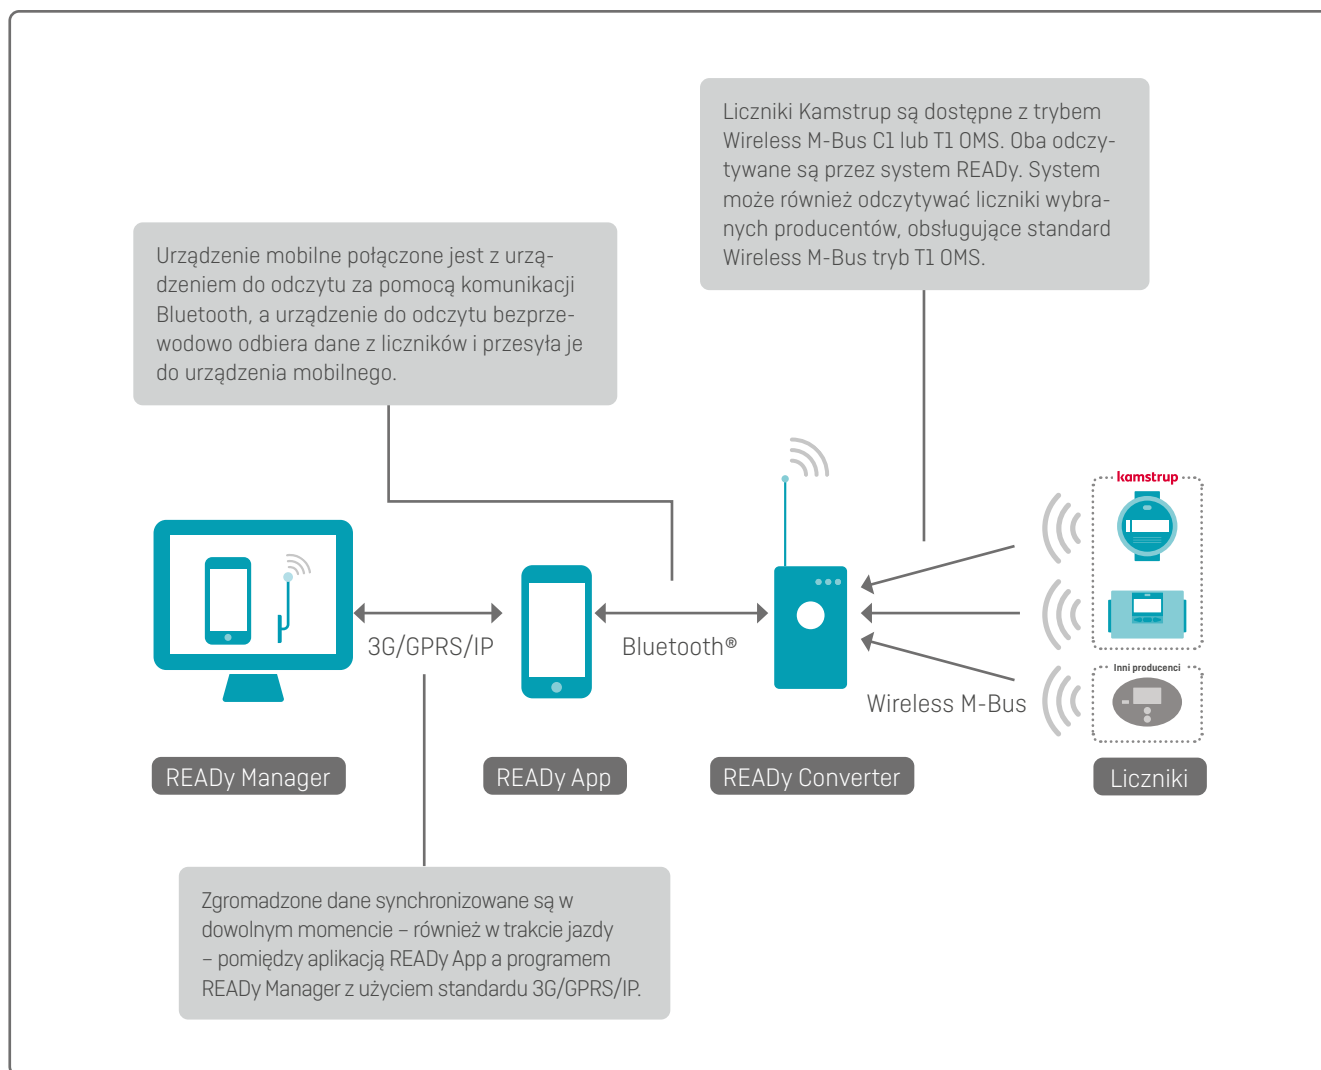 Liczniki Kamstrup są dostępne z trybem
Wireless M-Bus C1 lub T1 OMS. Oba odczy-
tywane są przez system READy. System
może również odczytywać liczniki wybra-
nych producentów, obsługujące standard
Wireless M-Bus tryb T1 OMS.
Urządzenie mobilne połączone jest z urzą-
dzeniem do odczytu za pomocą komunikacji
Bluetooth, a urządzenie do odczytu bezprze-
wodowo odbiera dane z liczników i przesyła je
do urządzenia mobilnego.
kamstrup
3G/GPRS/IP
Bluetooth®
Inni producenci
Wireless M-Bus
READy Manager
READy App
READy Converter
Liczniki
Zgromadzone dane synchronizowane są w
dowolnym momencie – również w trakcie jazdy
– pomiędzy aplikacją READy App a programem
READy Manager z użyciem standardu 3G/GPRS/IP.